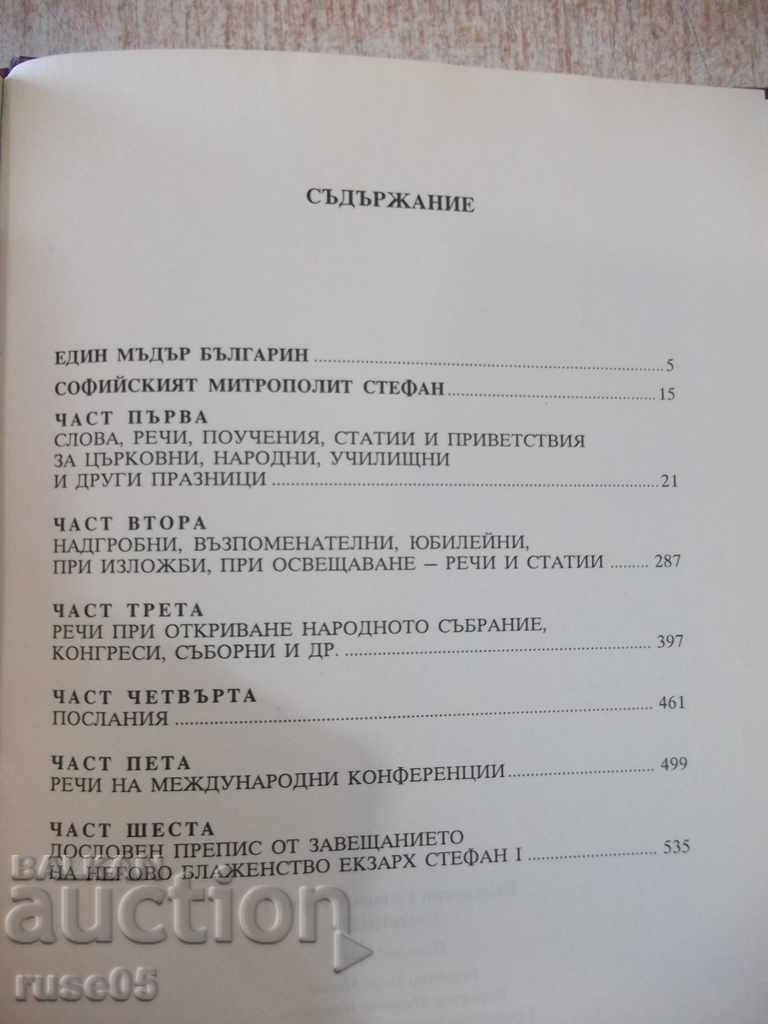 СЪДЪРЖАНИЕ
ЕДИН МЪДЪР БЪЛГАРИН ........ 5
СОФИЙСКИЯТ МИТРОПОЛИТ СТЕФАН ........ 15
ЧАСТ ПЪРВА
СЛОВА, РЕЧИ, ПОУЧЕНИЯ, СТАТИИ И ПРИВЕТСТВИЯ
ЗА ЦЪРКОВНИ, НАРОДНИ, УЧИЛИЩНИ
И ДРУГИ ПРАЗНИЦИ ........ 21
ЧАСТ ВТОРА
НАДГРОБНИ, ВЪЗПОМЕНАТЕЛНИ, ЮБИЛЕЙНИ,
ПРИ ИЗЛОЖБИ, ПРИ ОСВЕЩАВАНЕ – РЕЧИ И СТАТИИ ........ 287
ЧАСТ ТРЕТА
РЕЧИ ПРИ ОТКРИВАНЕ НАРОДНОТО СЪБРАНИЕ,
КОНГРЕСИ, СЪБОРНИ И ДР. ........ 397
ЧАСТ ЧЕТВЪРТА
ПОСЛАНИЯ ........ 461
ЧАСТ ПЕТА
РЕЧИ НА МЕЖДУНАРОДНИ КОНФЕРЕНЦИИ ........ 499
ЧАСТ ШЕСТА
ДОСЛОВЕН ПРЕПИС ОТ ЗАВЕЩАНИЕТО
НА НЕГОВО БЛАЖЕНСТВО ЕКЗАРХ СТЕФАН I ........ 535
BALKAN
auction
ruse05